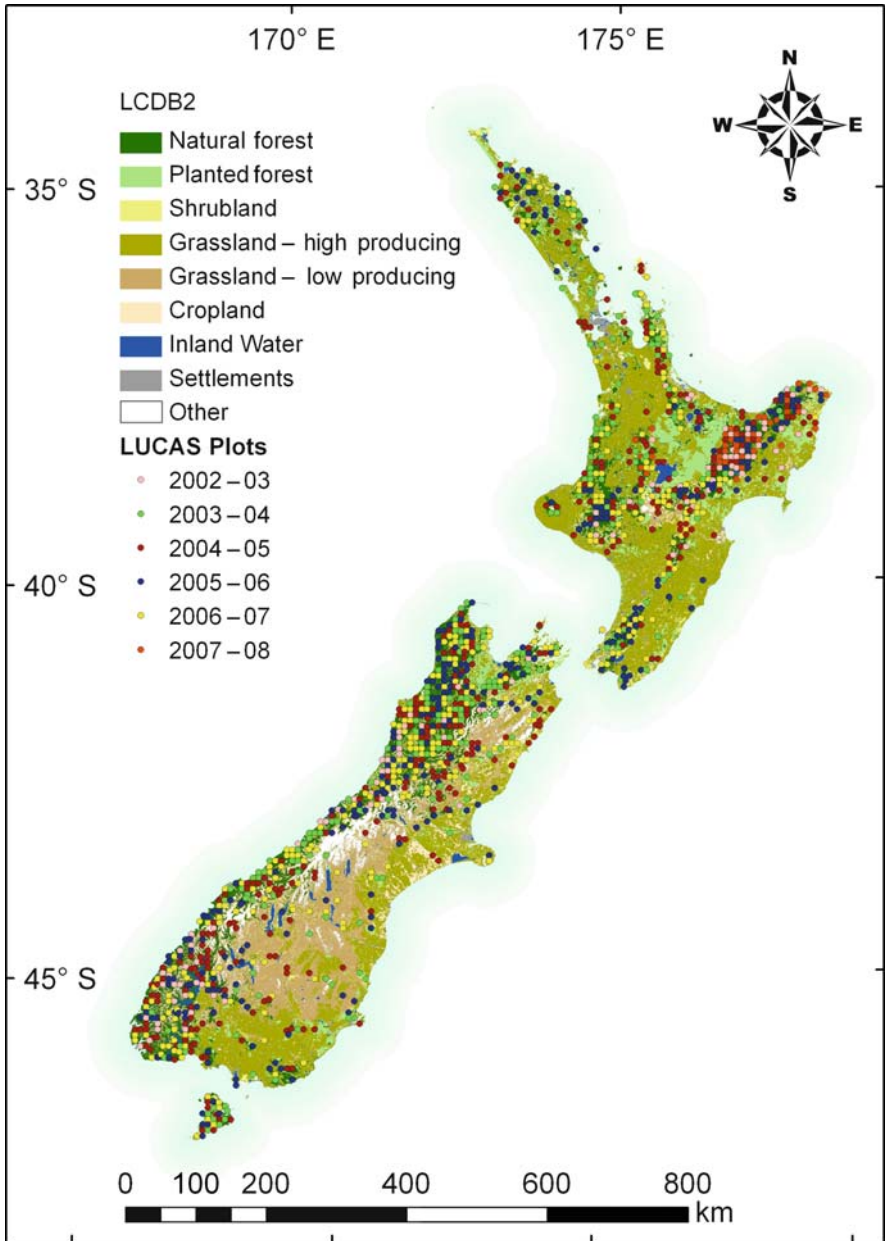 170° E 175° E
N
W E
S
LCDB2
Natural forest
Planted forest
Shrubland
Grassland – high producing
Grassland – low producing
Cropland
Inland Water
Settlements
Other
LUCAS Plots
2002 – 03
2003 – 04
2004 – 05
2005 – 06
2006 – 07
2007 – 08
35° S
40° S
45° S
0 100 200 400 600 800
km